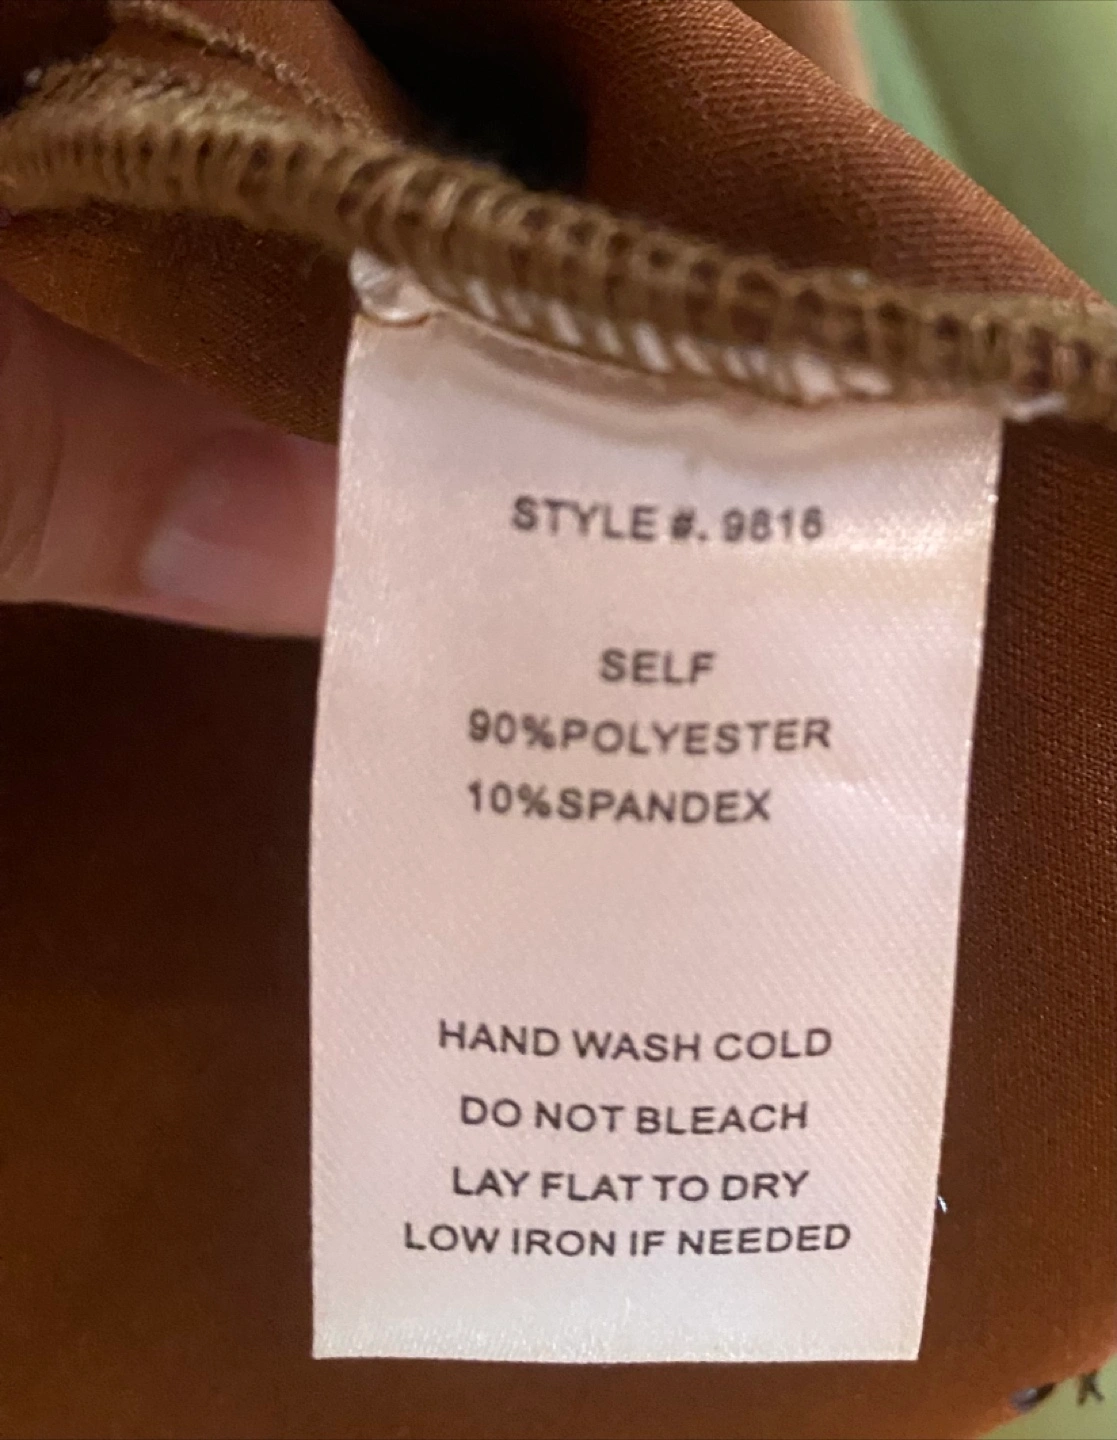 STYLE #. 9816
SELF
90%POLYESTER
10%SPANDEX
HAND WASH COLD
DO NOT BLEACH
LAY FLAT TO DRY
LOW IRON IF NEEDED
K